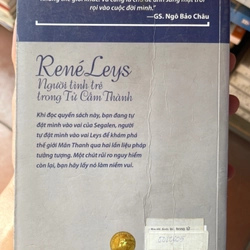 rọi vào cuộc đời mình."
—GS. Ngô Bảo Châu
René Leys
Người tình trẻ
trong Tử Cấm Thành
Khi đọc quyển sách này, bạn đang tự
đặt mình vào vai của Segalen, người
tự đặt mình vào vai Leys để khám phá
thế giới Mãn Thanh qua hai lần liệu pháp
tưởng tượng. Một chút rủi ro nguy hiểm
còn lại, bạn hãy lấy nó làm niềm vui.